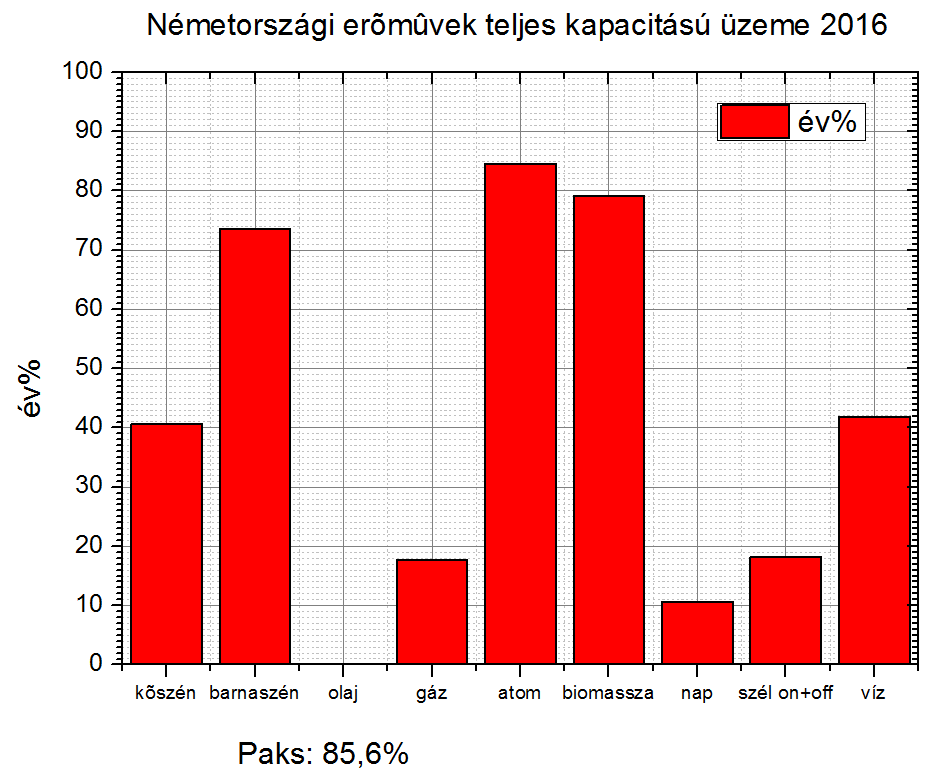 Németországi erõmûvek teljes kapacitású üzeme 2016
100
90
80
70
60
50
40
30
20
10
0
év%
év%
kõszén barnaszén olaj gáz atom biomassza nap szél on+off víz
Paks: 85,6%